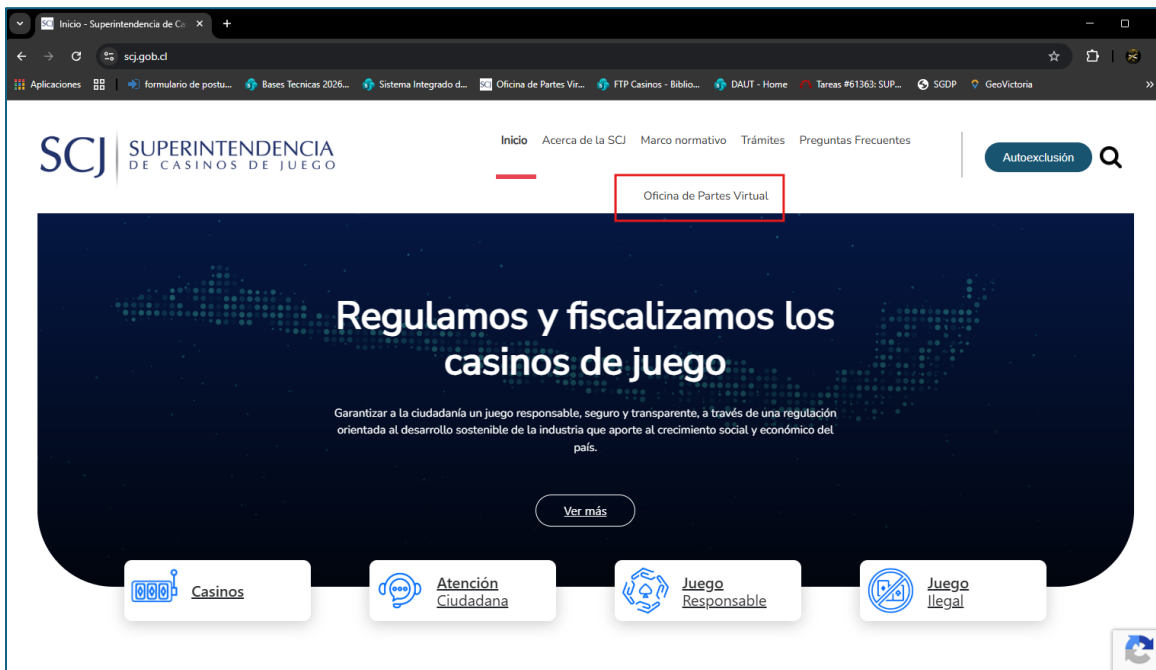 SCJ Inicio - Superintendencia de Ca
scj.gob.cl
Aplicaciones formulario de postu... Bases Tecnicas 2026... Sistema Integrado d... SCJ Oficina de Partes Vir... FTP Casinos - Biblio... DAUT - Home Tareas #61363: SUP... SGDP GeoVictoria »
SCJ SUPERINTENDENCIA
DE CASINOS DE JUEGO
Inicio Acerca de la SCJ Marco normativo Trámites Preguntas Frecuentes
Oficina de Partes Virtual
Autoexclusión
Regulamos y fiscalizamos los
casinos de juego
Garantizar a la ciudadanía un juego responsable, seguro y transparente, a través de una regulación
orientada al desarrollo sostenible de la industria que aporte al crecimiento social y económico del
país.
Ver más
Casinos
Atención
Ciudadana
Juego
Responsable
Juego
Ilegal